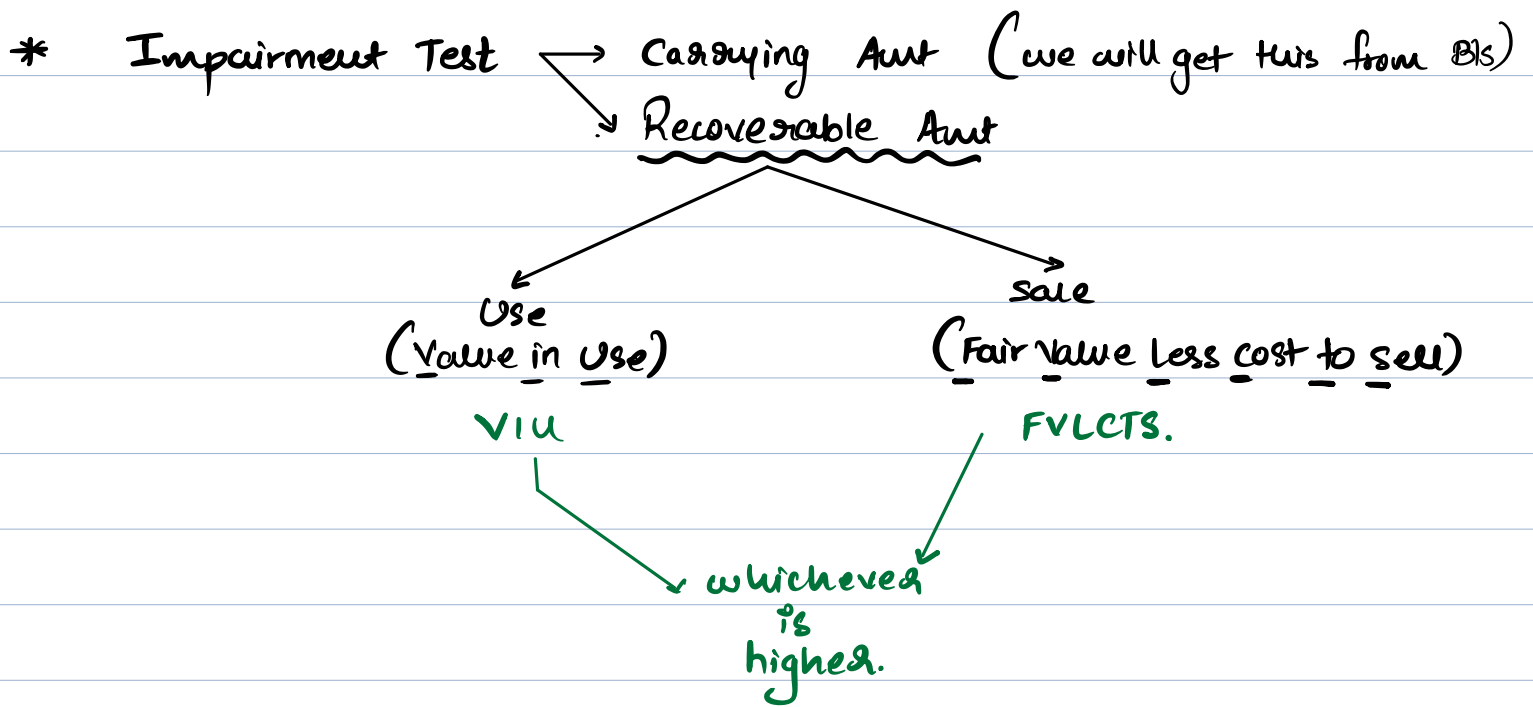 * Impairment Test → Carrying Amt (we will get this from B/s)
Recoverable Amt
Use
Sale
(Value in Use)
(Fair Value Less cost to sell)
VIU
FVLCTS.
whichever
is
higher.